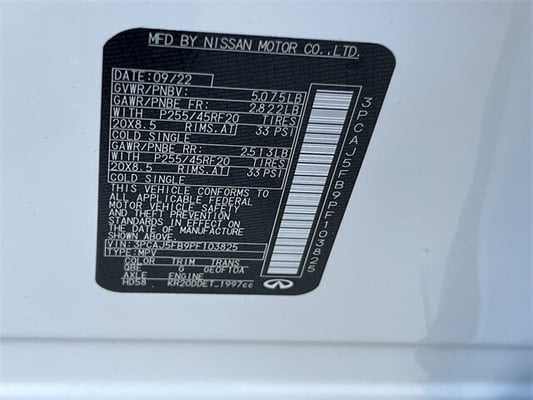 MFD BY NISSAN MOTOR CO.,LTD.
DATE: 09/22
GVWR/PNBV: 5,075LB
GAWR/PNBE FR: 2,822LB
WITH P255/45RF20 TIRES
20X8.5 RIMS.AT 33 PSI
COLD SINGLE
GAWR/PNBE RR: 2,513LB
WITH P255/45RF20 TIRES
20X8.5 RIMS.AT 33 PSI
COLD SINGLE
THIS VEHICLE CONFORMS TO
ALL APPLICABLE FEDERAL
MOTOR VEHICLE SAFETY
AND THEFT PREVENTION
STANDARDS IN EFFECT ON
THE DATE OF MANUFACTURE
SHOWN ABOVE.
VIN: 3PCAJ5FB9PF103825
TYPE: MPV
COLOR TRIM TRANS
QBE G GE0F10A
AXLE ENGINE
HD58 KR20DDET 1997cc
3PCAJ5FB9PF103825